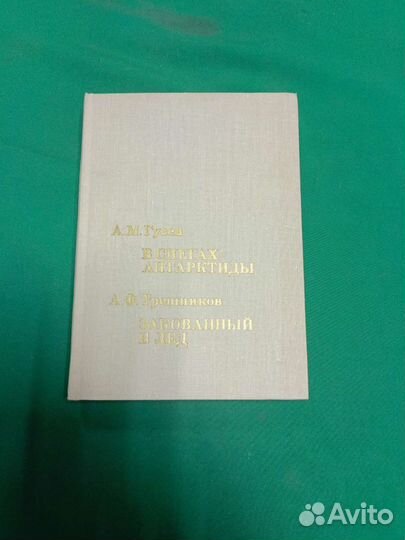 А. М. Гусев
В СНЕГАХ
АНТАРКТИДЫ
А. Ф. Трешников
ЗАКОВАННЫЙ
В ЛЕД
Avito